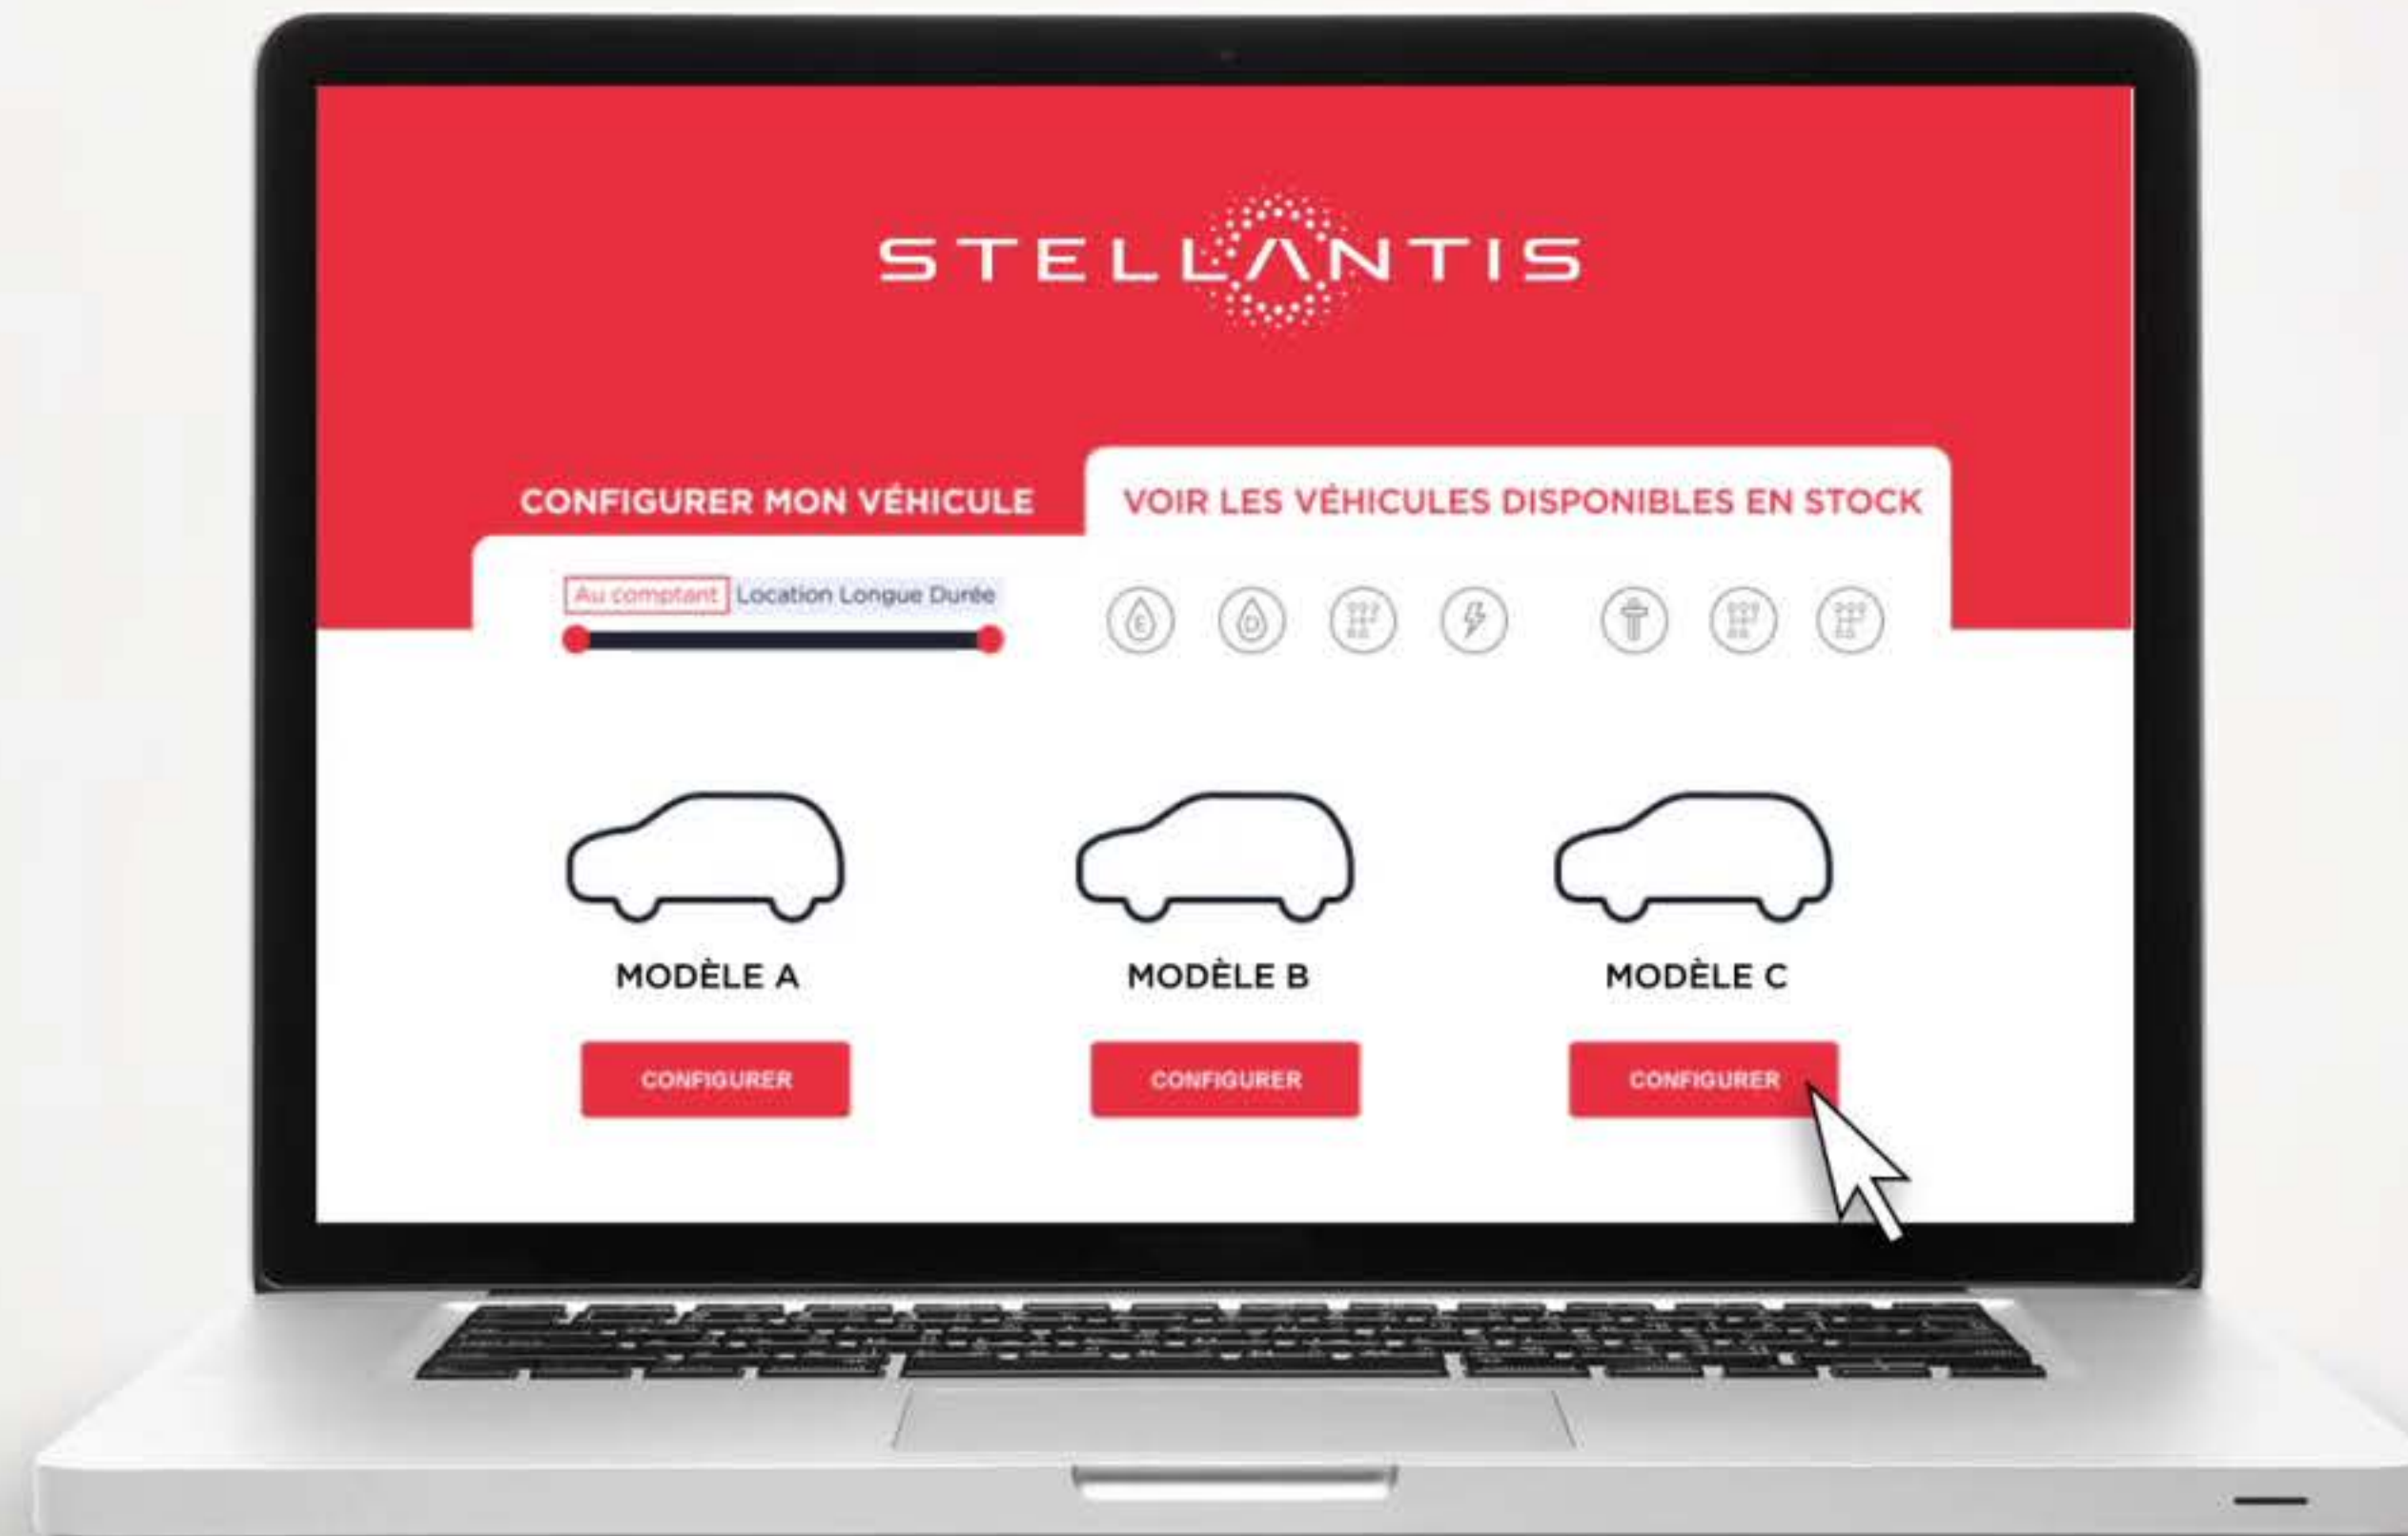 STELLANTIS
CONFIGURER MON VÉHICULE
VOIR LES VÉHICULES DISPONIBLES EN STOCK
Au comptant Location Longue Durée
E D
MODÈLE A MODÈLE B MODÈLE C
CONFIGURER CONFIGURER CONFIGURER